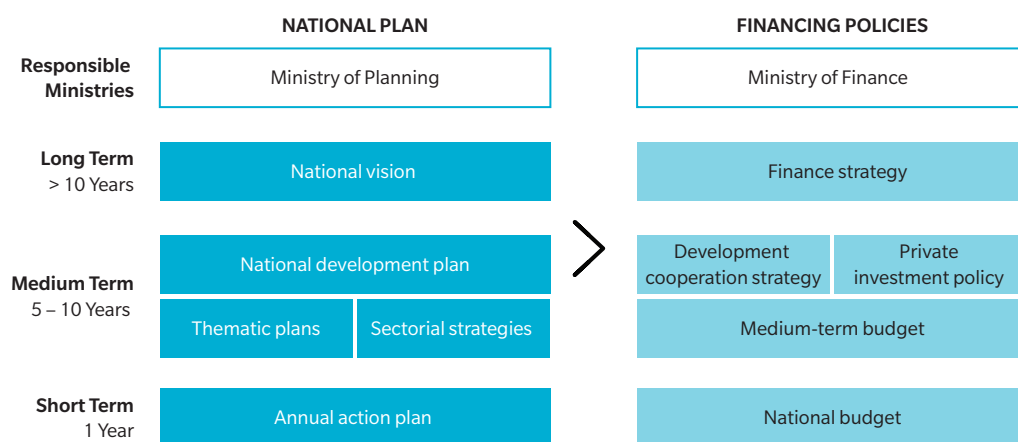 NATIONAL PLAN
FINANCING POLICIES
Responsible
Ministries
Ministry of Planning
Ministry of Finance
Long Term
> 10 Years
National vision
Finance strategy
Medium Term
5 – 10 Years
National development plan
Thematic plans
Sectorial strategies
Development
cooperation strategy
Private
investment policy
Medium-term budget
Short Term
1 Year
Annual action plan
National budget